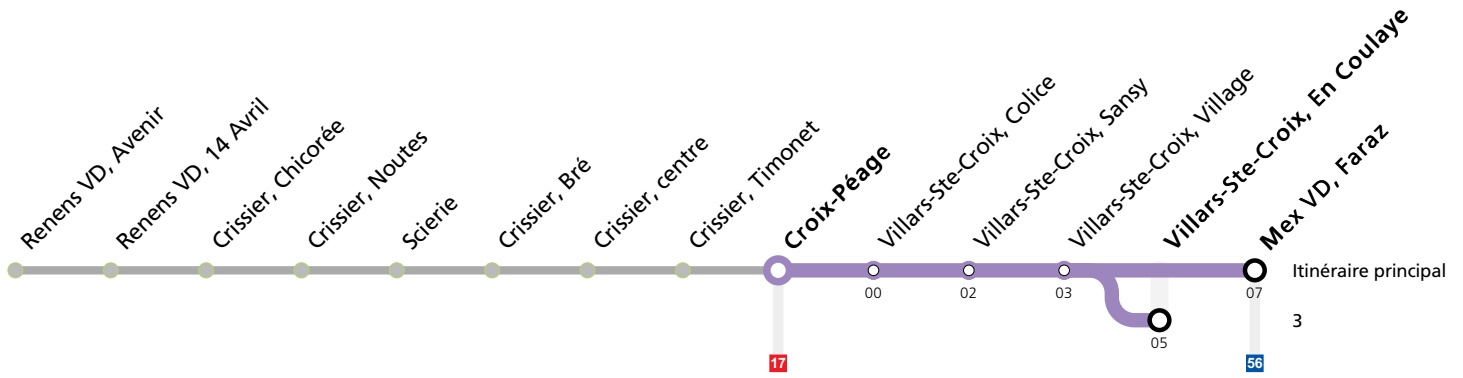 Renens VD, Avenir
Renens VD, 14 Avril
Crissier, Chicorée
Crissier, Noutes
Scierie
Crissier, Bré
Crissier, centre
Crissier, Timonet
Croix-Péage
Villars-Ste-Croix, Colice
Villars-Ste-Croix, Sansy
Villars-Ste-Croix, Village
Villars-Ste-Croix, En Coulaye
Mex VD, Faraz
Itinéraire principal
00
02
03
07
3
05
17
56